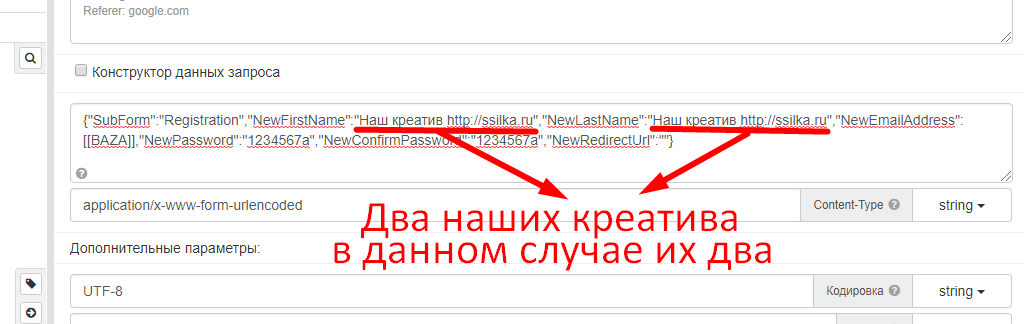 Referer: google.com
Конструктор данных запроса
{"SubForm":"Registration","NewFirstName":"Наш креатив http://ssilka.ru","NewLastName":"Наш креатив http://ssilka.ru","NewEmailAddress":
[[BAZA]],"NewPassword":"1234567a","NewConfirmPassword":"1234567a","NewRedirectUrl":""}
application/x-www-form-urlencoded Content-Type string
Два наших креатива
в данном случае их два
Дополнительные параметры:
UTF-8 Кодировка string